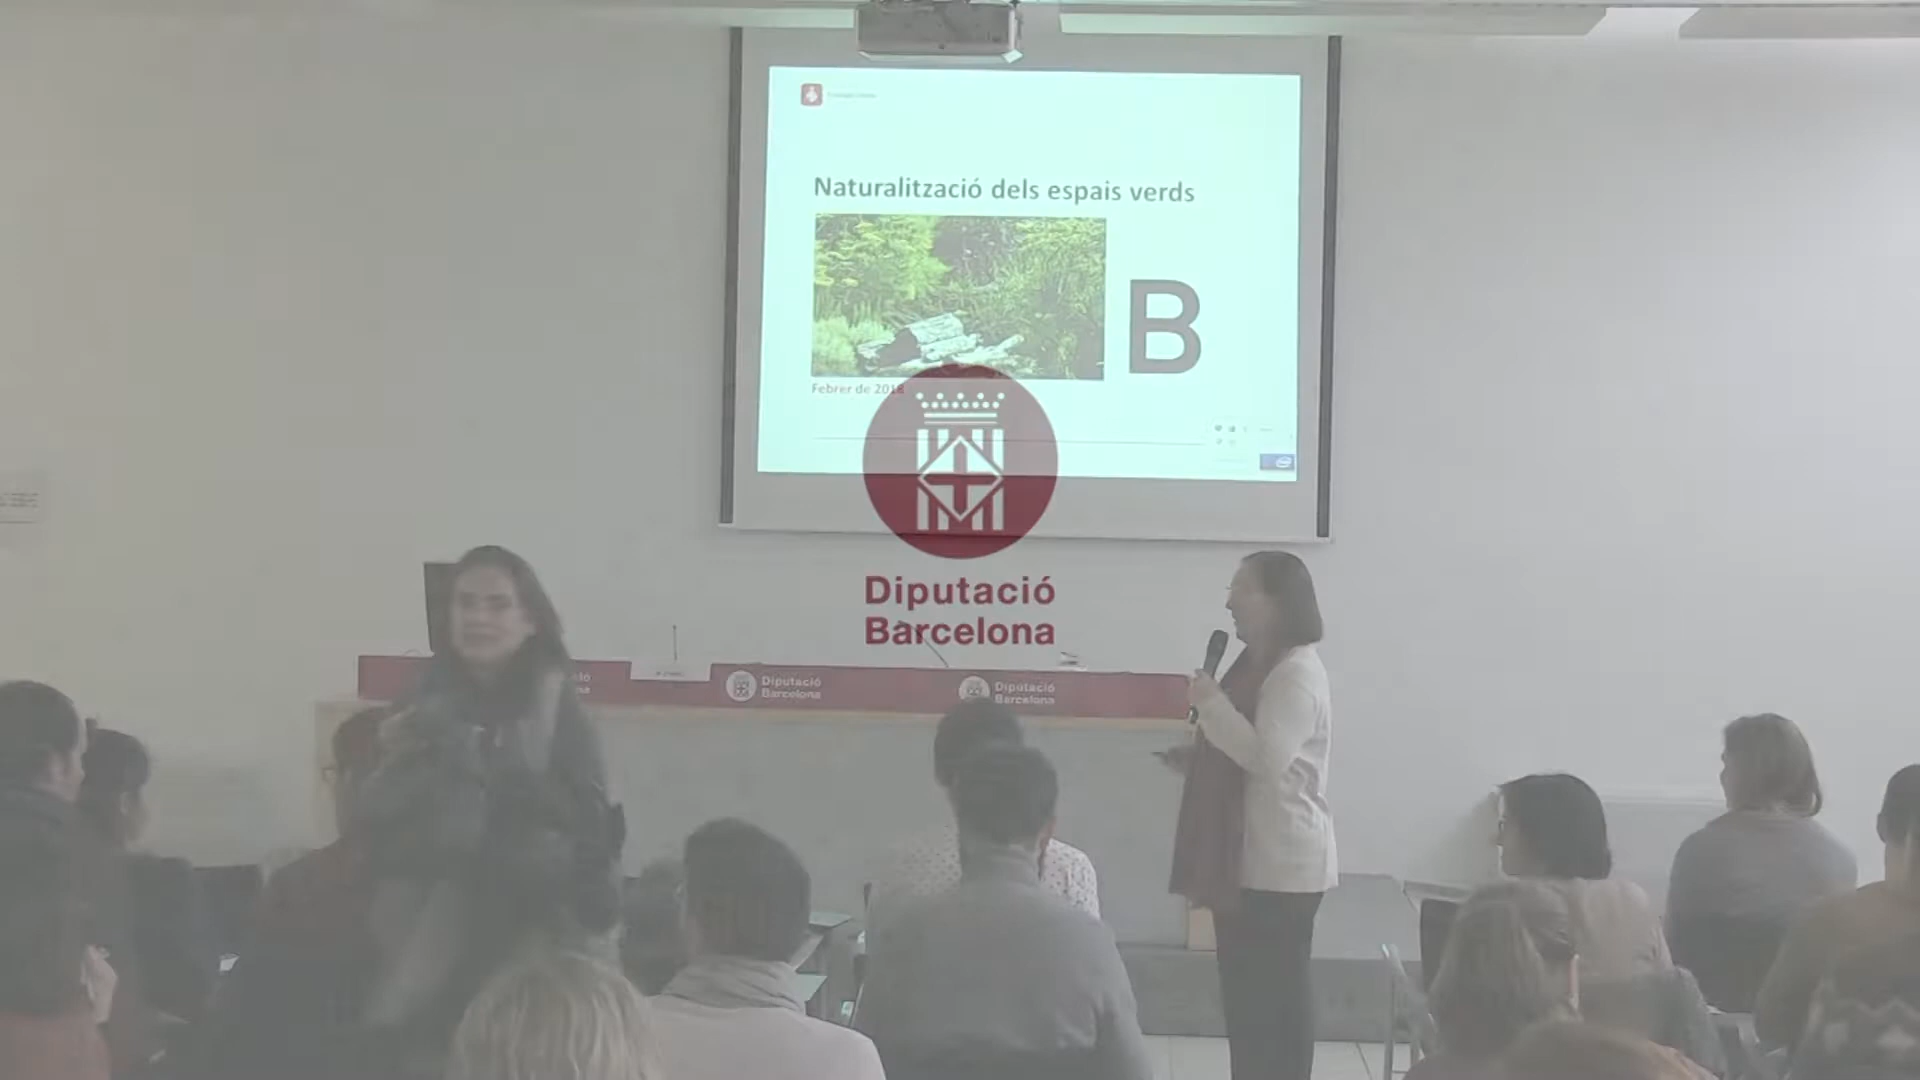 Naturalització dels espais verds
B
Febrer de 2018
Diputació
Barcelona
Diputació
Barcelona
Diputació
Barcelona